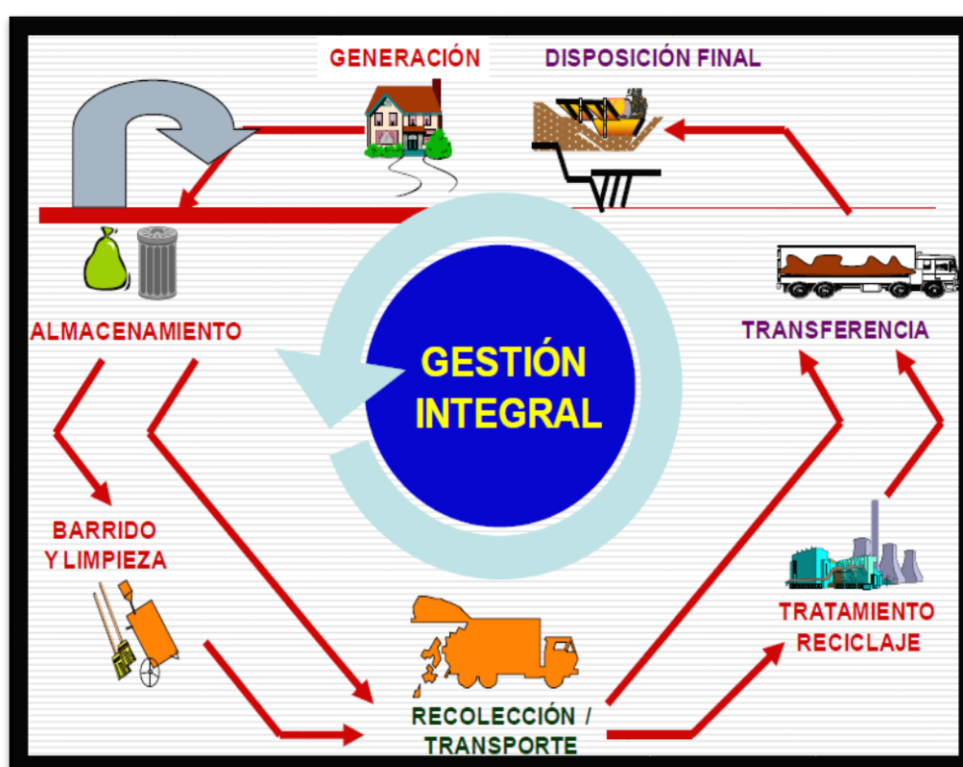 GENERACIÓN
DISPOSICIÓN FINAL
ALMACENAMIENTO
TRANSFERENCIA
GESTIÓN
INTEGRAL
BARRIDO
Y LIMPIEZA
TRATAMIENTO
RECICLAJE
RECOLECCIÓN /
TRANSPORTE